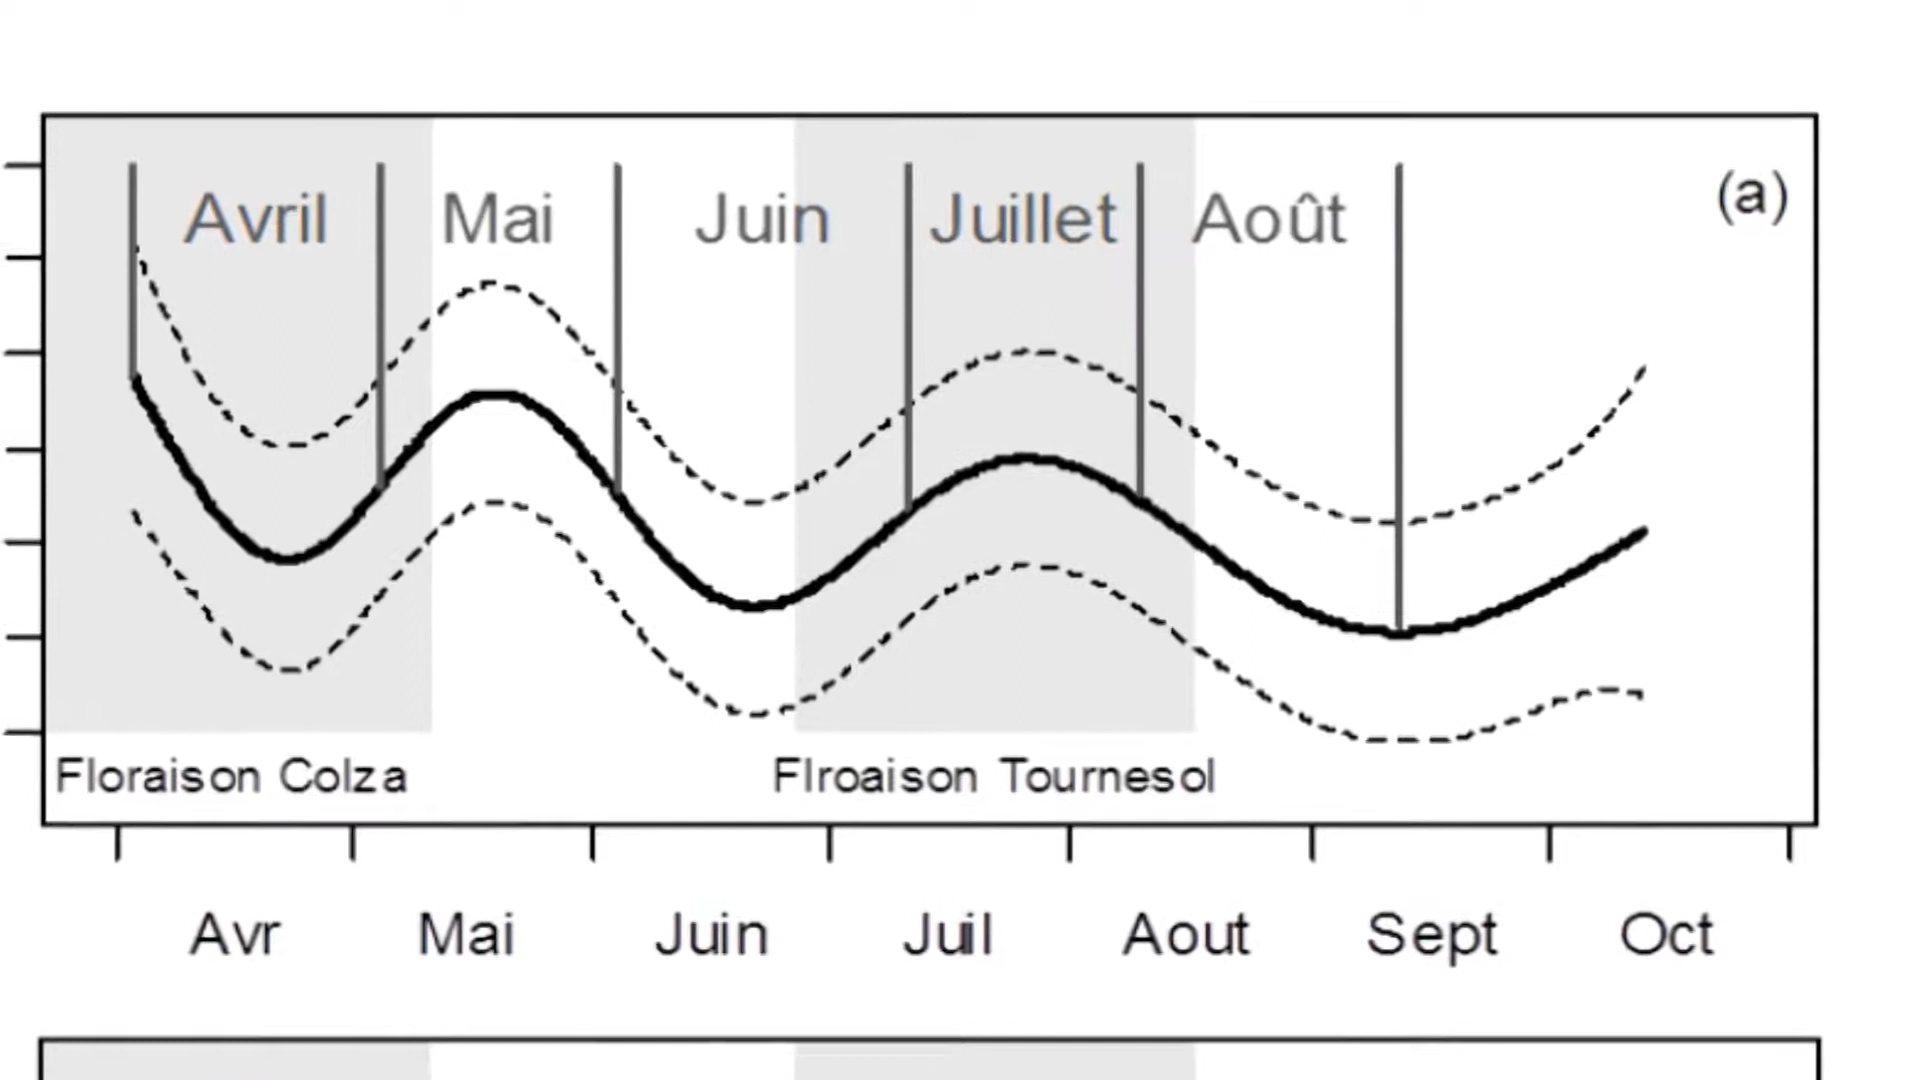 (a)
Avril Mai Juin Juillet Août
Floraison Colza Flroaison Tournesol
Avr Mai Juin Juil Aout Sept Oct